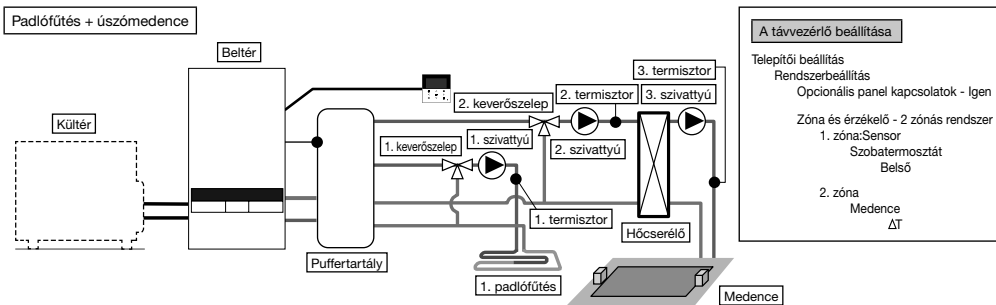 Padlófűtés + úszómedence
Beltér
Kültér
Puffertartály
2. keverőszelep
2. termisztor
3. termisztor
3. szivattyú
1. keverőszelep
1. szivattyú
2. szivattyú
1. termisztor
Hőcserélő
1. padlófűtés
Medence
A távvezérlő beállítása
Telepítői beállítás
Rendszerbeállítás
Opcionális panel kapcsolatok - Igen
Zóna és érzékelő - 2 zónás rendszer
1. zóna:Sensor
Szobatermosztát
Belső
2. zóna
Medence
ΔT